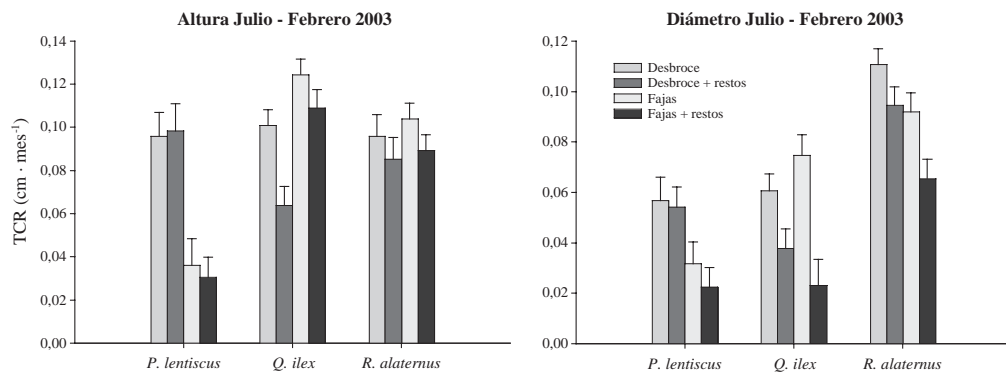 Altura Julio - Febrero 2003
TCR (cm · mes-1)
0,14
0,12
0,10
0,08
0,06
0,04
0,02
0,00
P. lentiscus
Q. ilex
R. alaternus
Diámetro Julio - Febrero 2003
0,12
0,10
0,08
0,06
0,04
0,02
0,00
Desbroce
Desbroce + restos
Fajas
Fajas + restos
P. lentiscus
Q. ilex
R. alaternus